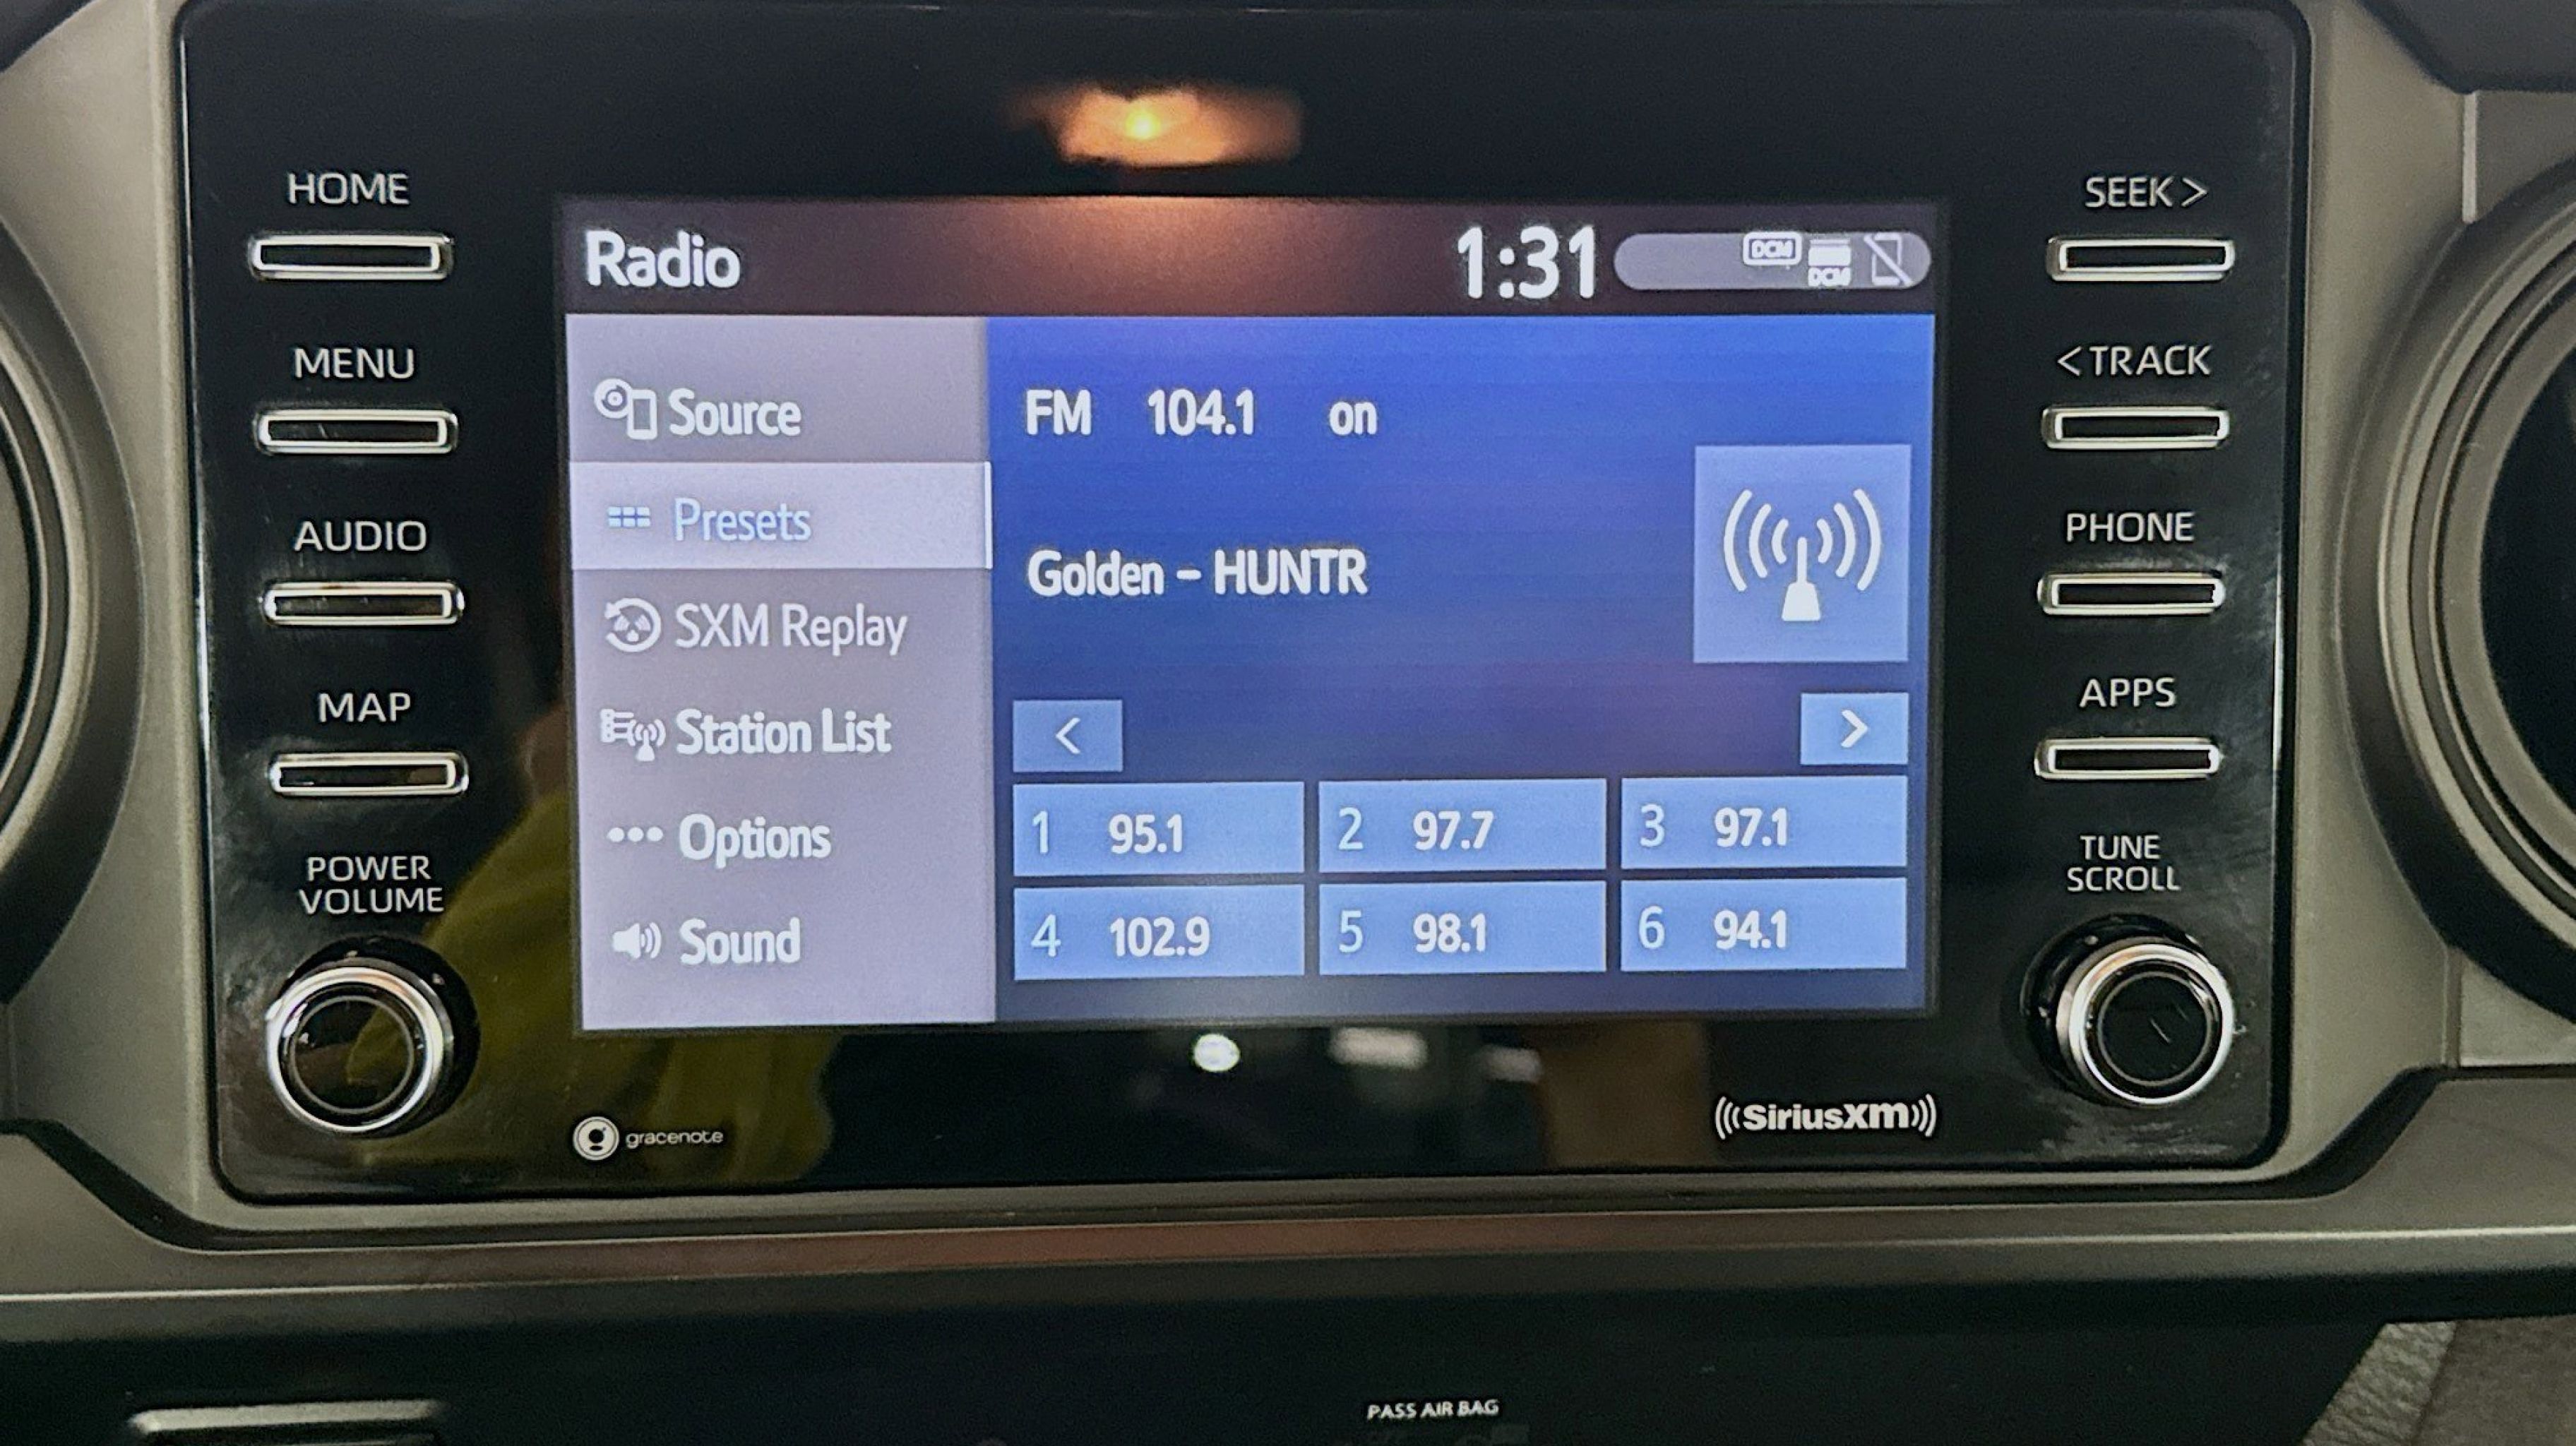 HOME
MENU
AUDIO
MAP
POWER
VOLUME
Radio
1:31
DCM
DCM
Source
Presets
SXM Replay
Station List
Options
Sound
FM 104.1 on
Golden - HUNTR
<
>
1 95.1
2 97.7
3 97.1
4 102.9
5 98.1
6 94.1
SEEK >
< TRACK
PHONE
APPS
TUNE
SCROLL
gracenote
SiriusXM
PASS AIR BAG